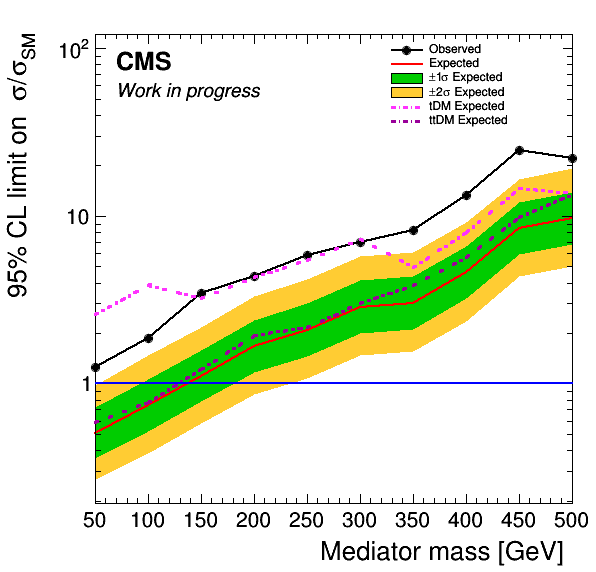 CMS
Work in progress
Observed
Expected
±1σ Expected
±2σ Expected
tDM Expected
ttDM Expected
95% CL limit on σ/σSM
10²
10
1
50 100 150 200 250 300 350 400 450 500
Mediator mass [GeV]